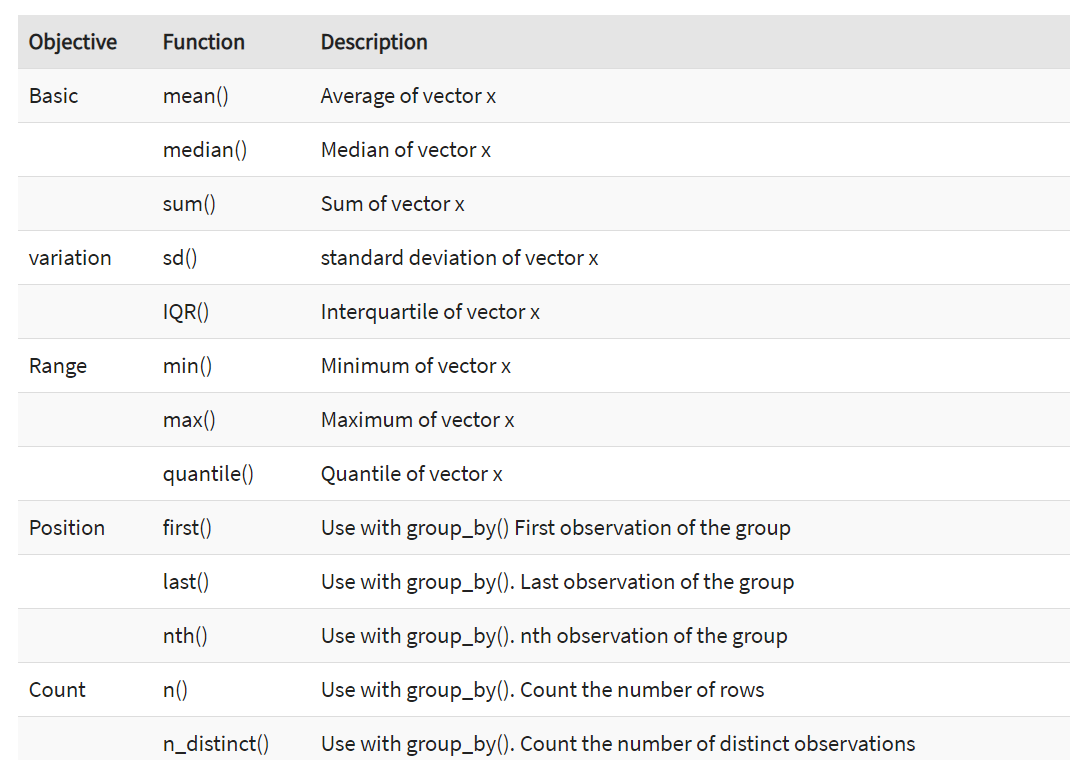 Objective Function Description
Basic mean() Average of vector x
median() Median of vector x
sum() Sum of vector x
variation sd() standard deviation of vector x
IQR() Interquartile of vector x
Range min() Minimum of vector x
max() Maximum of vector x
quantile() Quantile of vector x
Position first() Use with group_by() First observation of the group
last() Use with group_by(). Last observation of the group
nth() Use with group_by(). nth observation of the group
Count n() Use with group_by(). Count the number of rows
n_distinct() Use with group_by(). Count the number of distinct observations